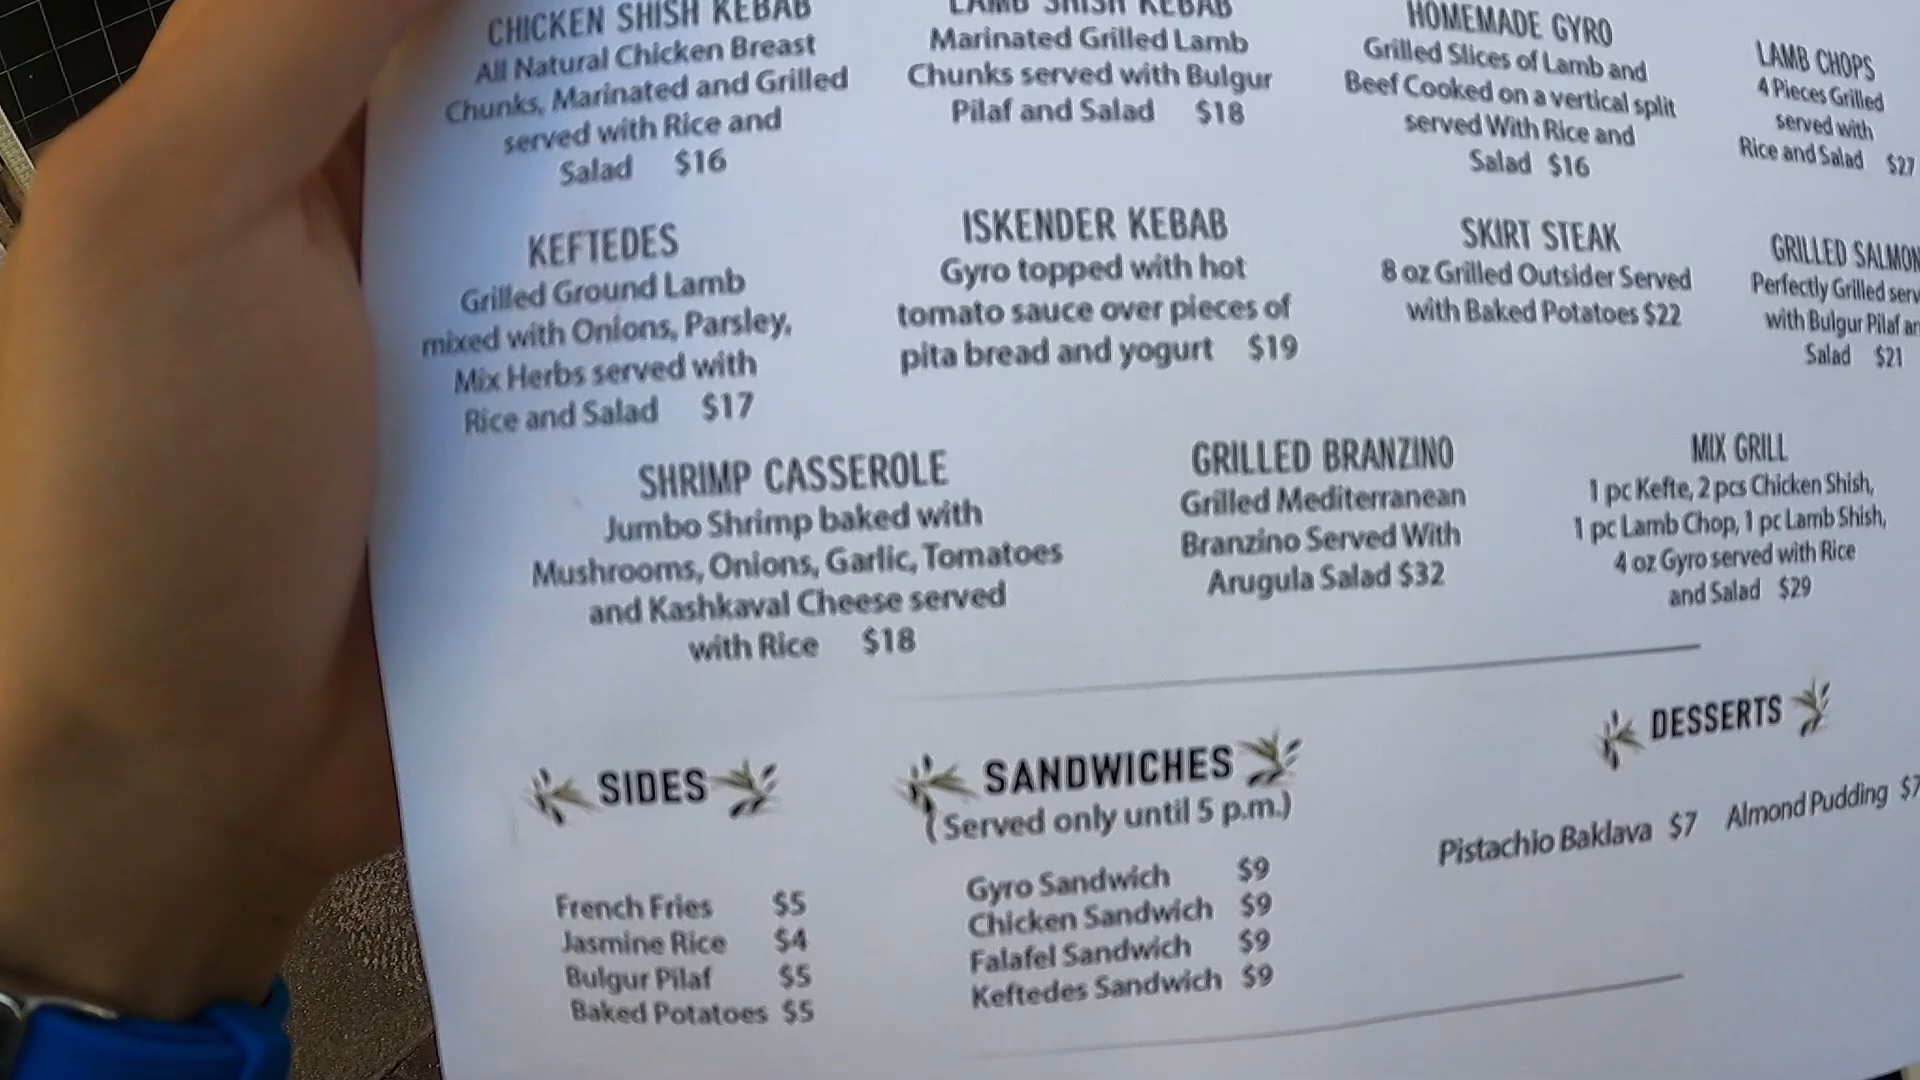 CHICKEN SHISH KEBAB
All Natural Chicken Breast
Chunks, Marinated and Grilled
served with Rice and
Salad $16
LAMB SHISH KEBAB
Marinated Grilled Lamb
Chunks served with Bulgur
Pilaf and Salad $18
HOMEMADE GYRO
Grilled Slices of Lamb and
Beef Cooked on a vertical split
served With Rice and
Salad $16
LAMB CHOPS
4 Pieces Grilled
served with
Rice and Salad $27
KEFTEDES
Grilled Ground Lamb
mixed with Onions, Parsley,
Mix Herbs served with
Rice and Salad $17
ISKENDER KEBAB
Gyro topped with hot
tomato sauce over pieces of
pita bread and yogurt $19
SKIRT STEAK
8 oz Grilled Outsider Served
with Baked Potatoes $22
GRILLED SALMON
Perfectly Grilled serv
with Bulgur Pilaf an
Salad $21
SHRIMP CASSEROLE
Jumbo Shrimp baked with
Mushrooms, Onions, Garlic, Tomatoes
and Kashkaval Cheese served
with Rice $18
GRILLED BRANZINO
Grilled Mediterranean
Branzino Served With
Arugula Salad $32
MIX GRILL
1 pc Kefte, 2 pcs Chicken Shish,
1 pc Lamb Chop, 1 pc Lamb Shish,
4 oz Gyro served with Rice
and Salad $29
SIDES
French Fries $5
Jasmine Rice $4
Bulgur Pilaf $5
Baked Potatoes $5
SANDWICHES
(Served only until 5 p.m.)
Gyro Sandwich $9
Chicken Sandwich $9
Falafel Sandwich $9
Keftedes Sandwich $9
DESSERTS
Pistachio Baklava $7 Almond Pudding $7